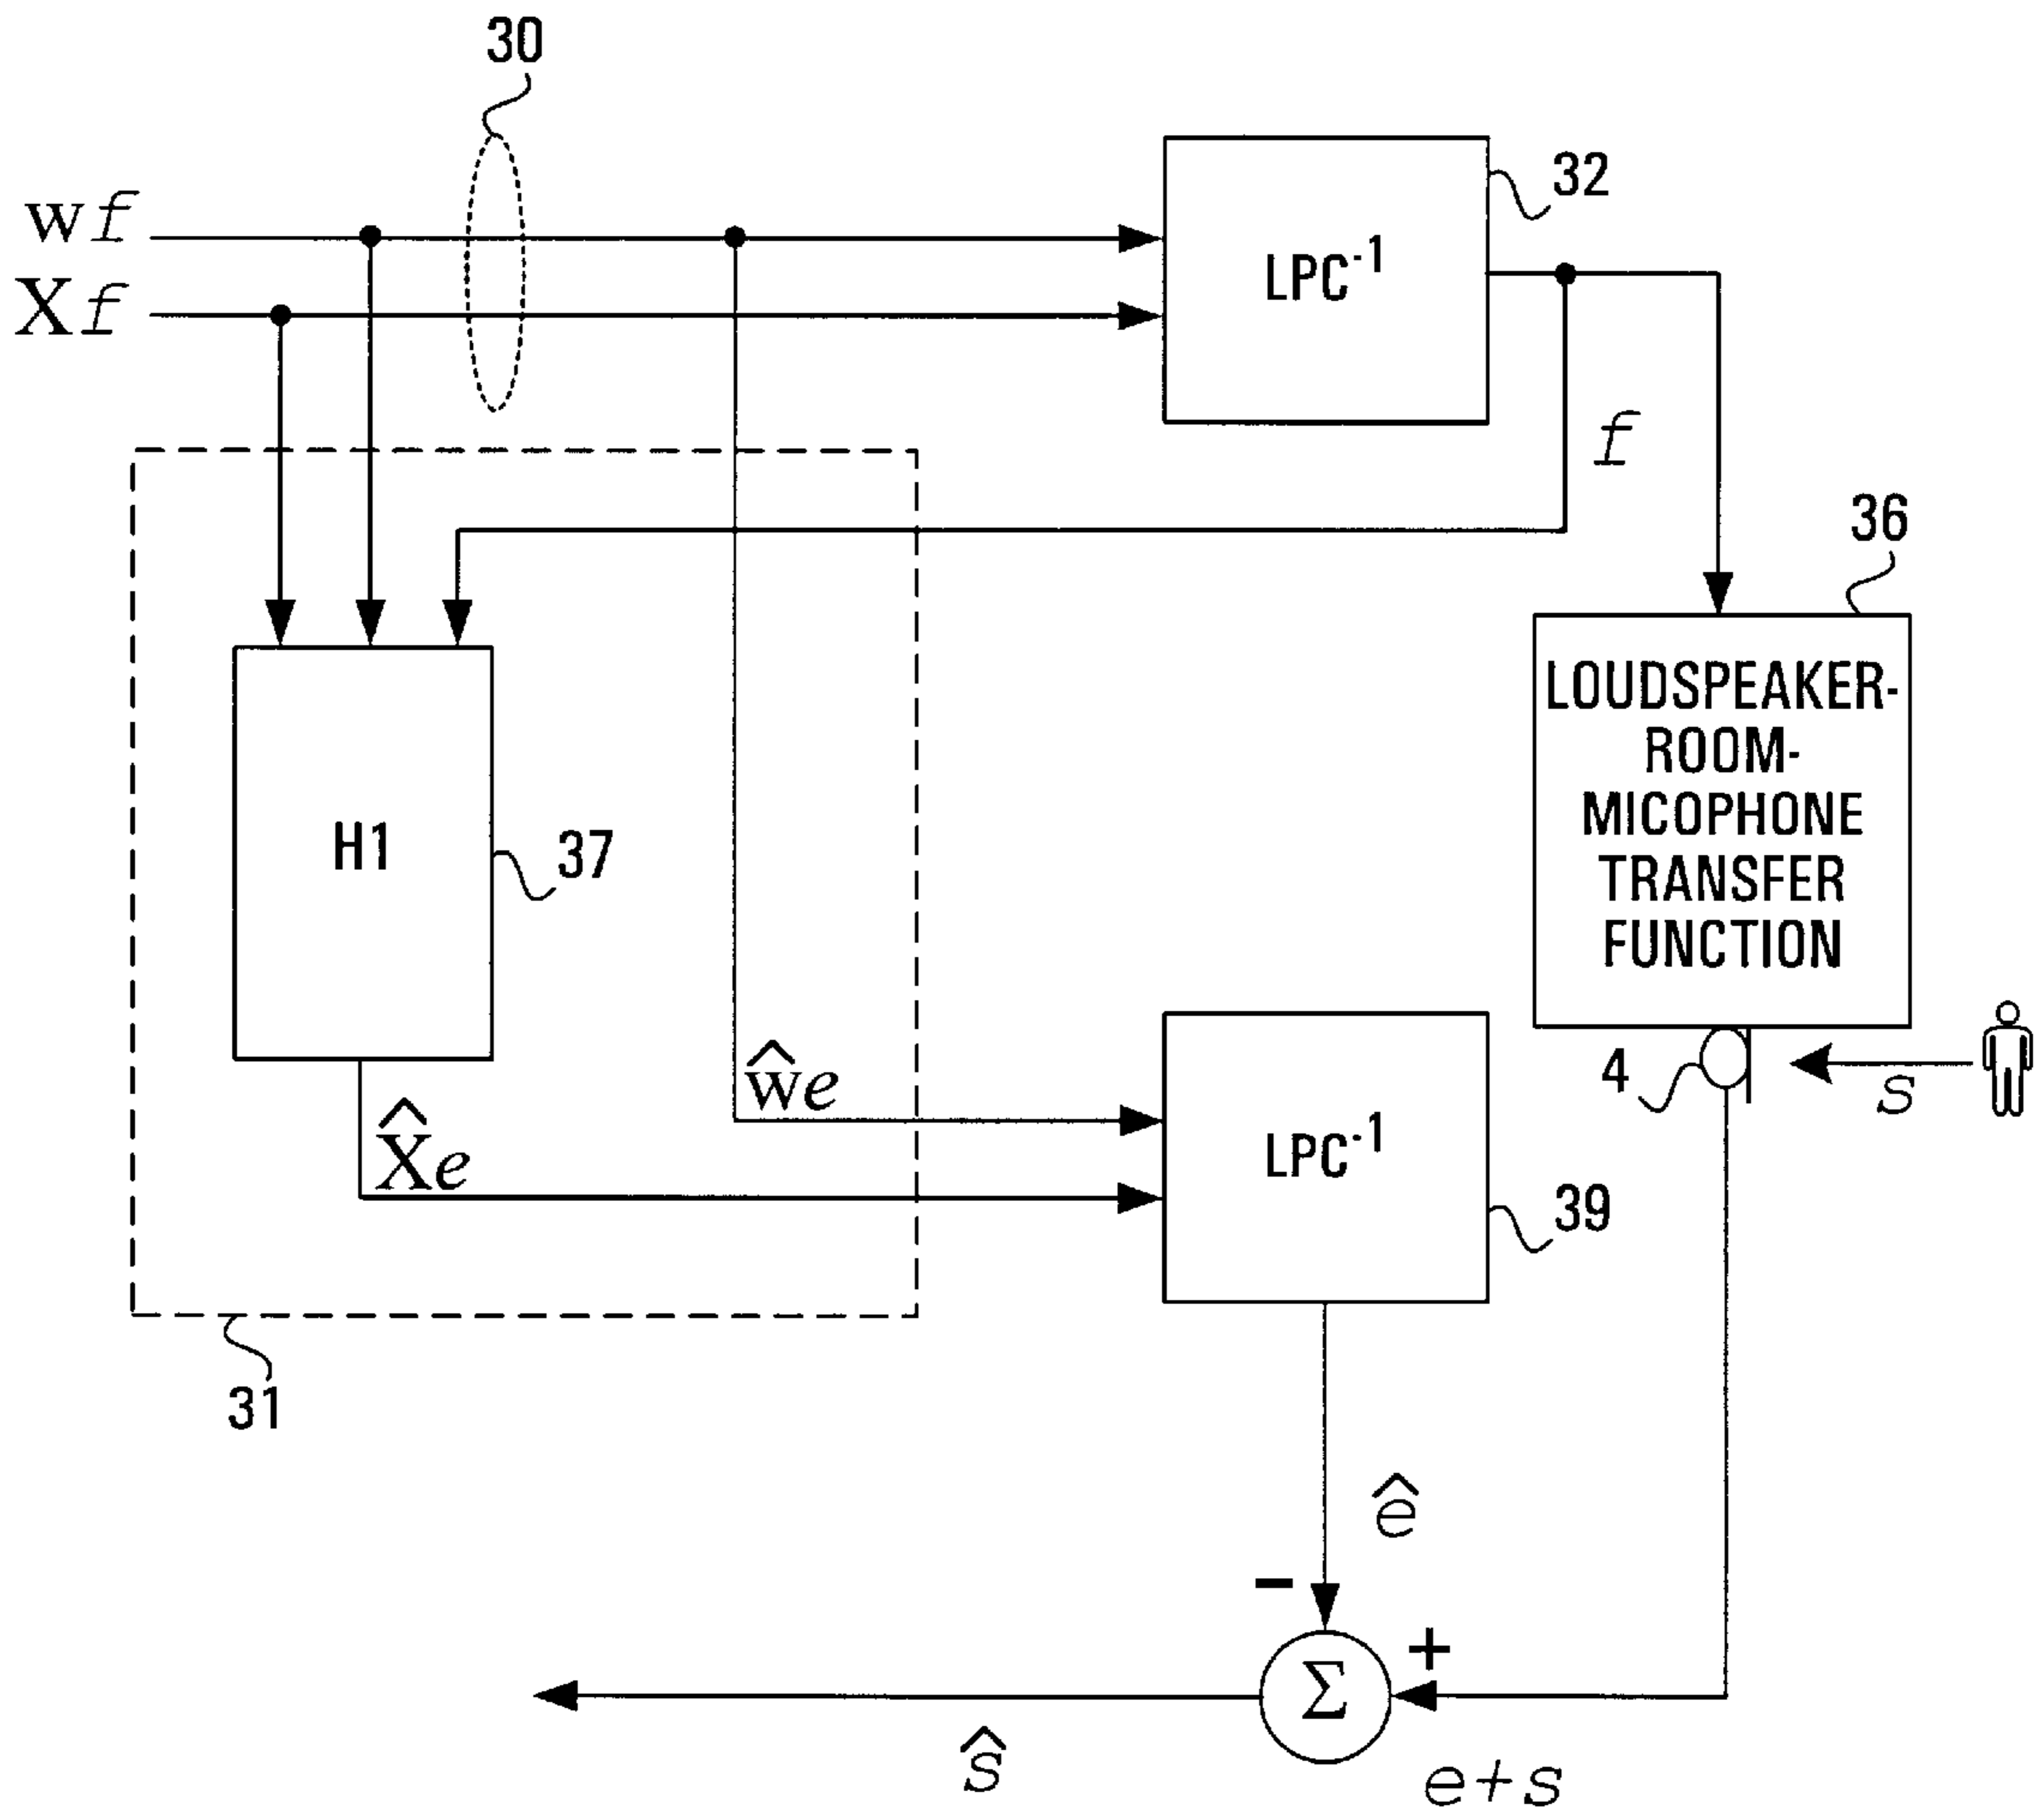 30
32
wf
Xf
LPC⁻¹
f
36
LOUDSPEAKER-
ROOM-
MICOPHONE
TRANSFER
FUNCTION
H1
37
4
s
ŵe
X̂e
LPC⁻¹
39
31
ê
−
+
Σ
ŝ
e+s